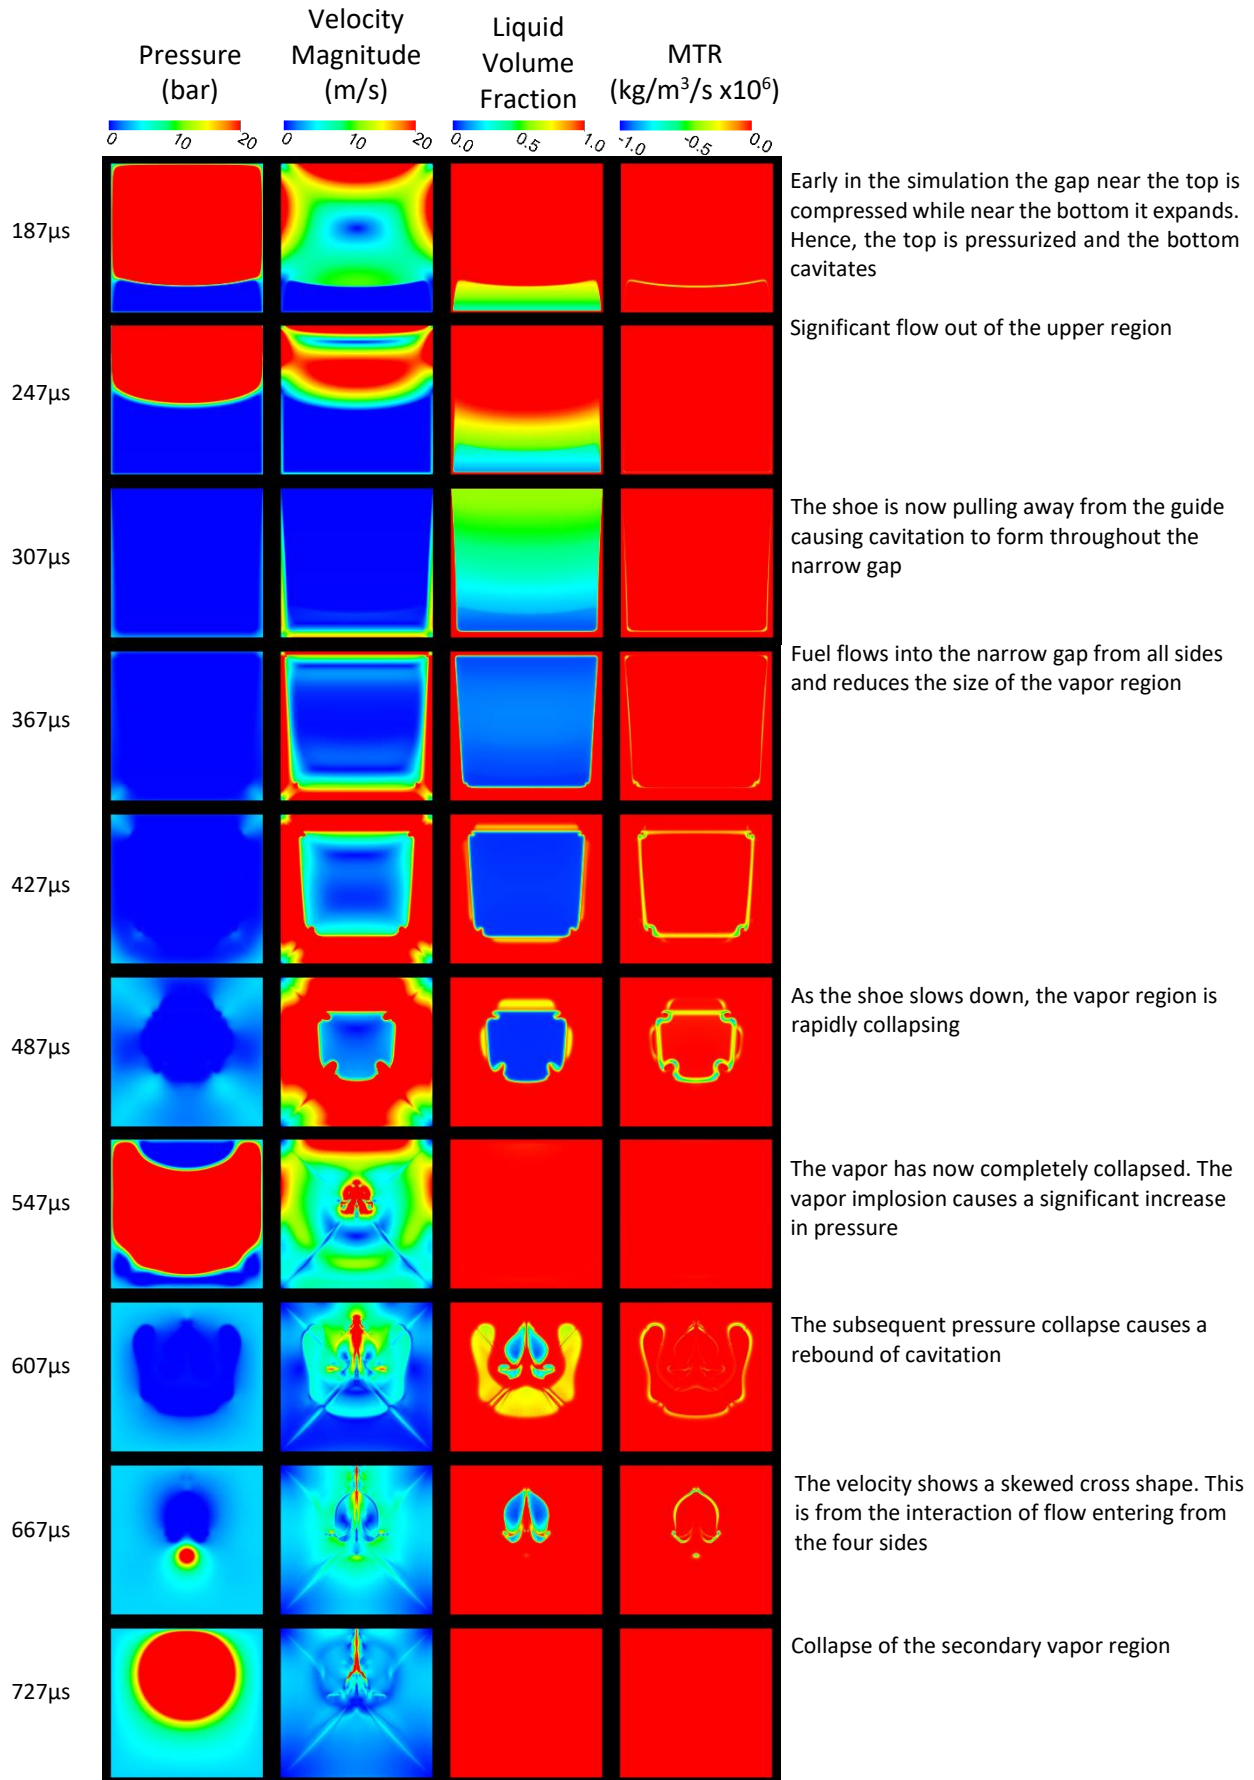 Pressure
(bar)
Velocity
Magnitude
(m/s)
Liquid
Volume
Fraction
MTR
(kg/m³/s x10⁶)
0 10 20
0 10 20
0.0 0.5 1.0
-1.0 -0.5 0.0
187µs
Early in the simulation the gap near the top is
compressed while near the bottom it expands.
Hence, the top is pressurized and the bottom
cavitates
247µs
Significant flow out of the upper region
307µs
The shoe is now pulling away from the guide
causing cavitation to form throughout the
narrow gap
367µs
Fuel flows into the narrow gap from all sides
and reduces the size of the vapor region
427µs
487µs
As the shoe slows down, the vapor region is
rapidly collapsing
547µs
The vapor has now completely collapsed. The
vapor implosion causes a significant increase
in pressure
607µs
The subsequent pressure collapse causes a
rebound of cavitation
667µs
The velocity shows a skewed cross shape. This
is from the interaction of flow entering from
the four sides
727µs
Collapse of the secondary vapor region